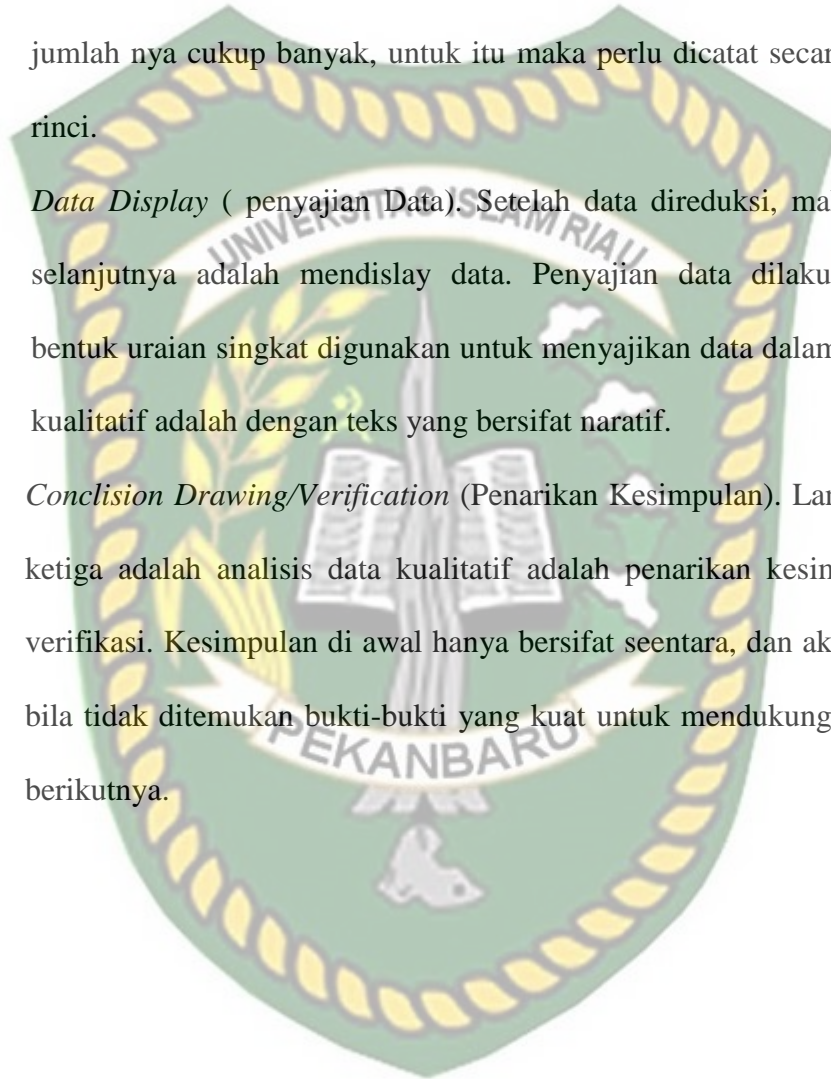 jumlah nya cukup banyak, untuk itu maka perlu dicatat secar
rinci.
Data Display ( penyajian Data). Setelah data direduksi, ma
UNIVERSITAS ISLAM RIAU
selanjutnya adalah mendislay data. Penyajian data dilaku
bentuk uraian singkat digunakan untuk menyajikan data dalam
kualitatif adalah dengan teks yang bersifat naratif.
Conclision Drawing/Verification (Penarikan Kesimpulan). Lan
ketiga adalah analisis data kualitatif adalah penarikan kesin
verifikasi. Kesimpulan di awal hanya bersifat seentara, dan ak
bila tidak ditemukan bukti-bukti yang kuat untuk mendukung
PEKANBARU
berikutnya.